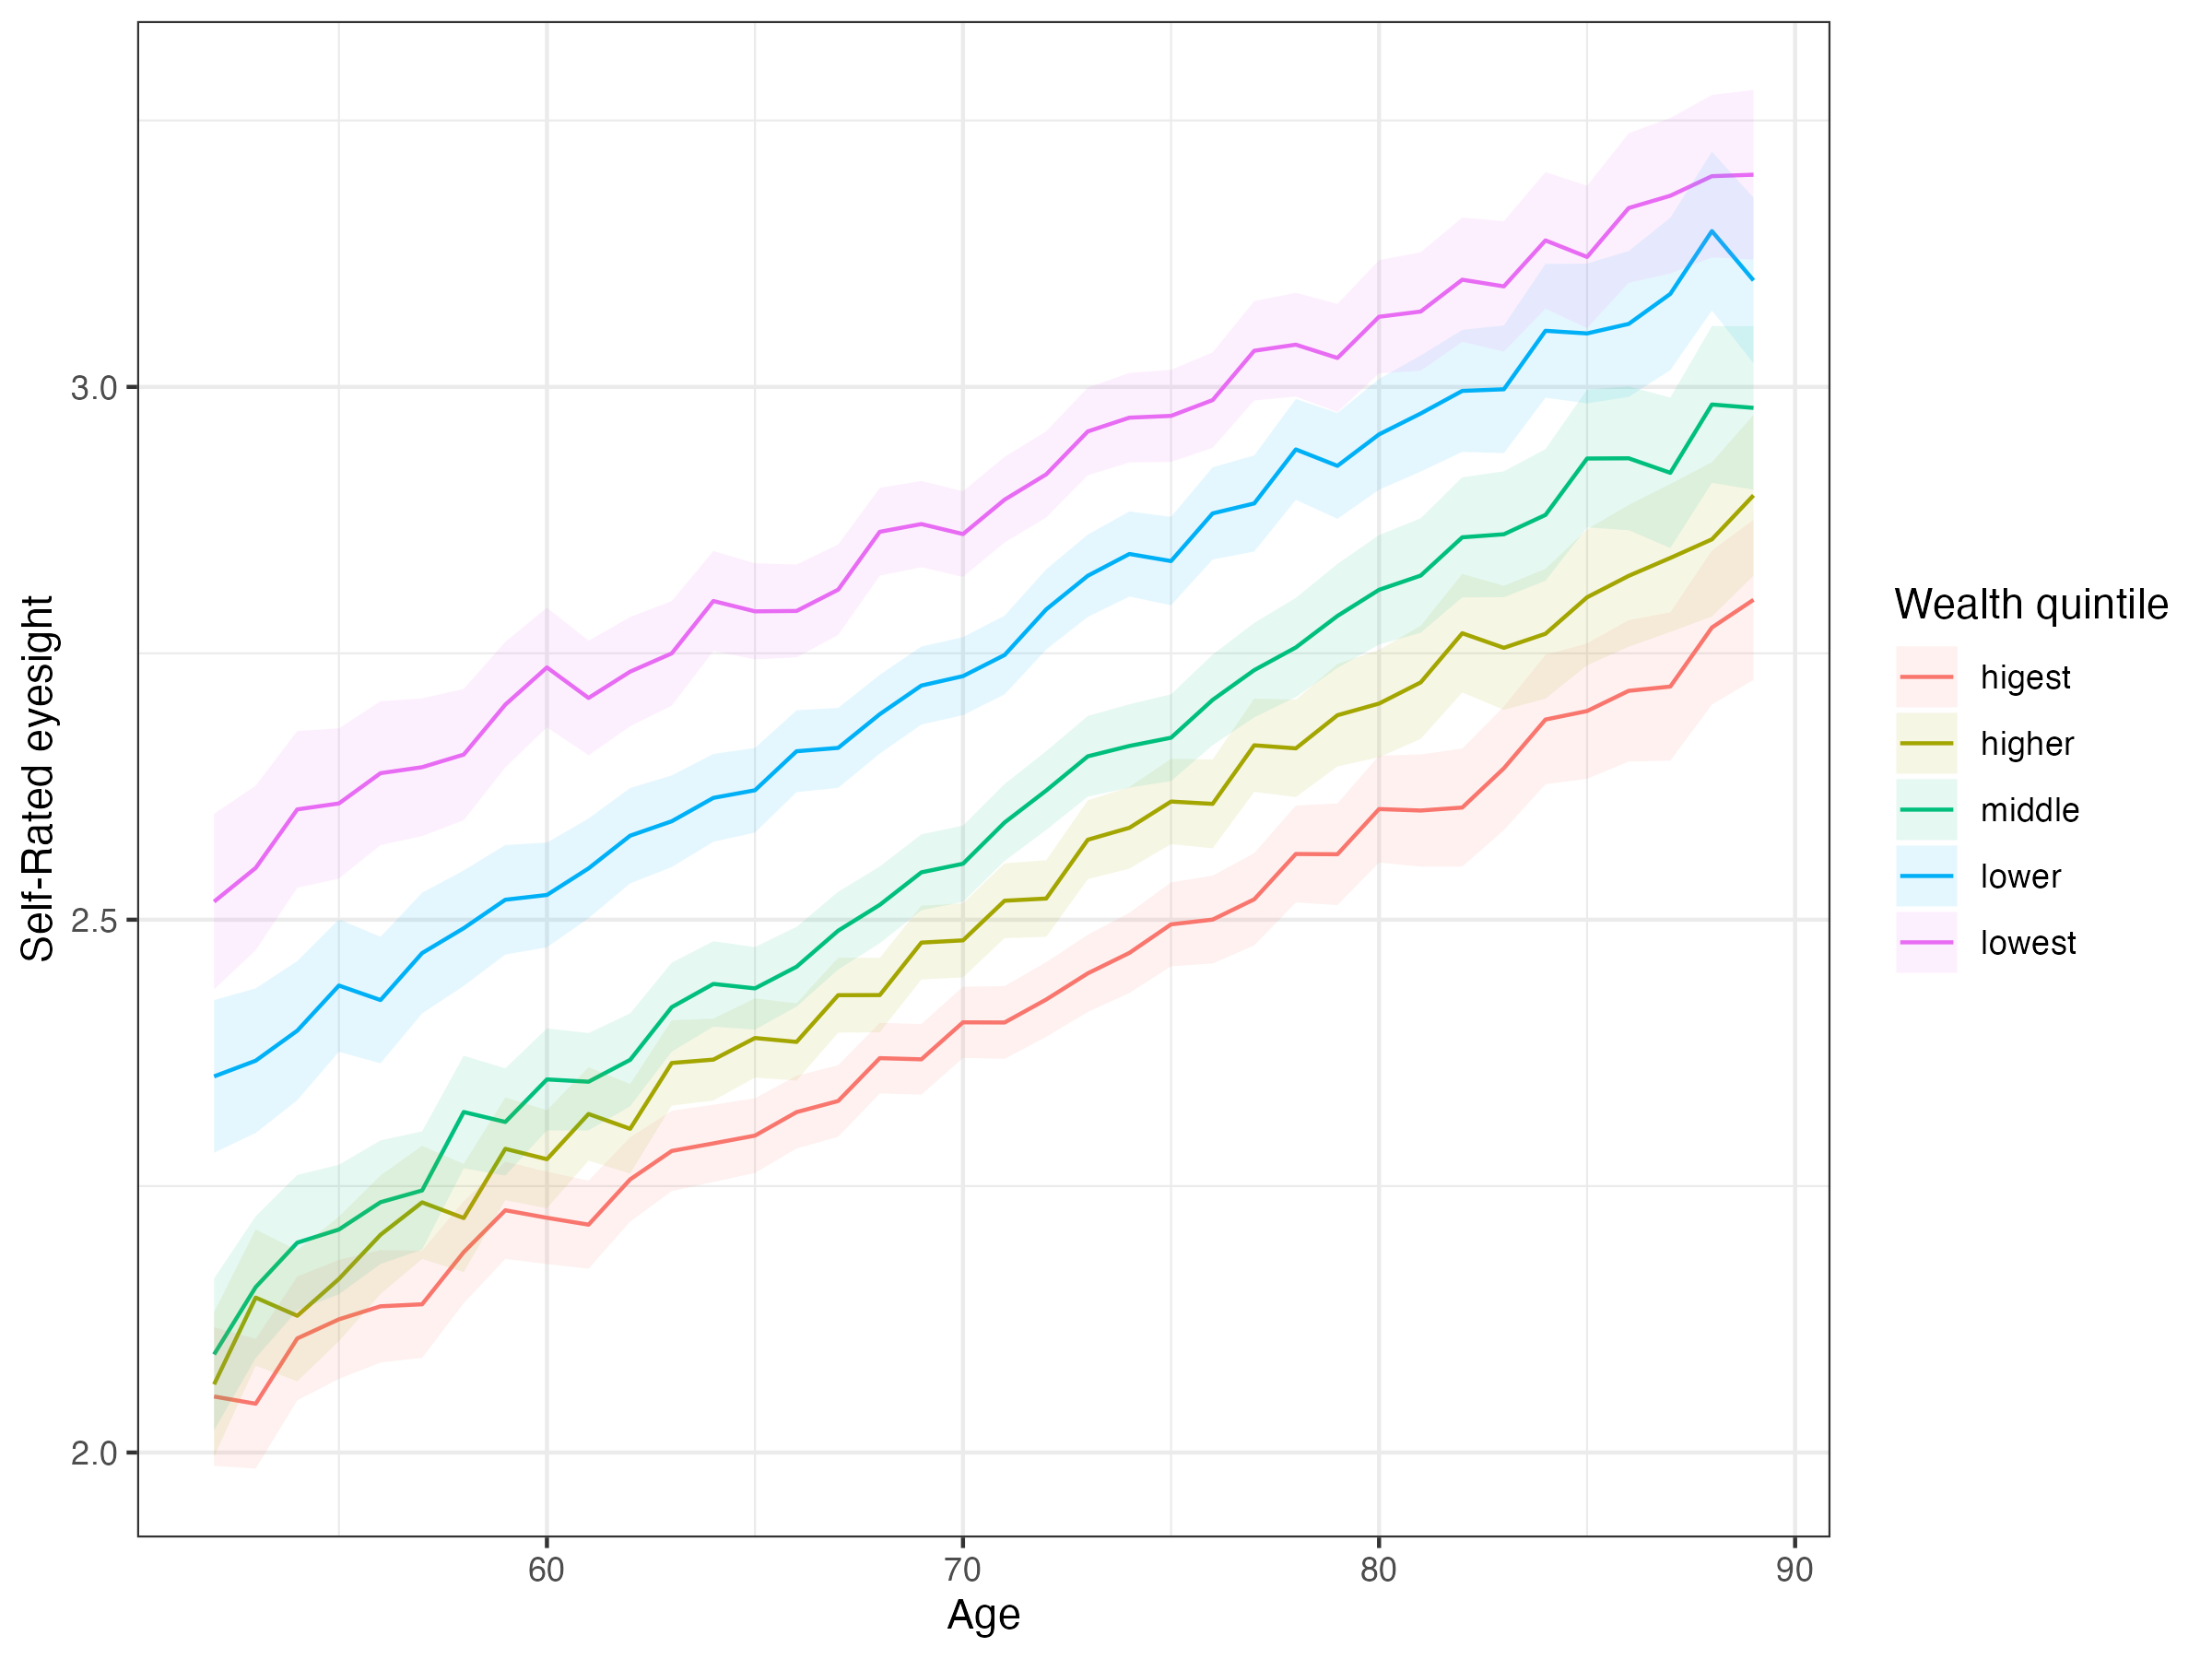 Self-Rated eyesight
3.0
2.5
2.0
60
70
80
90
Age
Wealth quintile
higest
higher
middle
lower
lowest